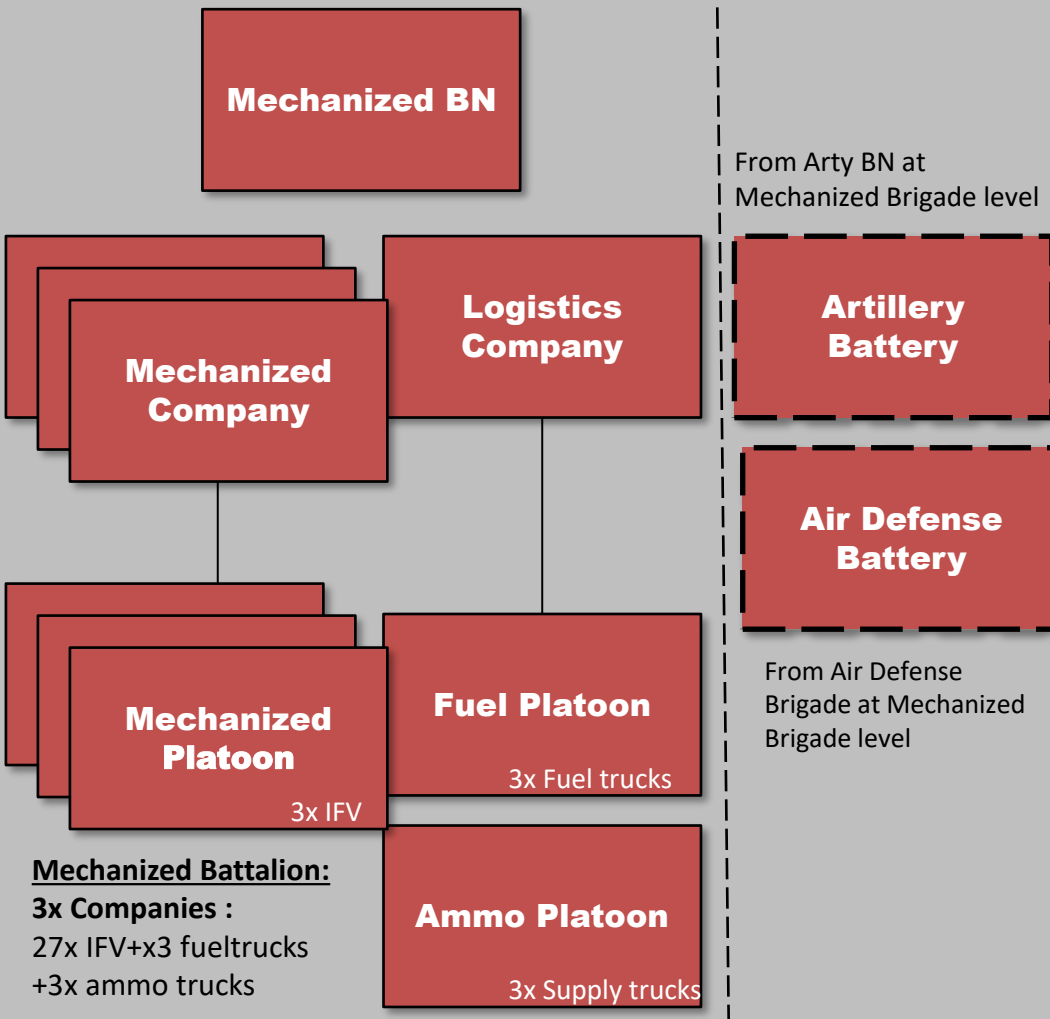 Mechanized BN
From Arty BN at
Mechanized Brigade level
Mechanized
Company
Logistics
Company
Artillery
Battery
Air Defense
Battery
From Air Defense
Brigade at Mechanized
Brigade level
Mechanized
Platoon
3x IFV
Fuel Platoon
3x Fuel trucks
Ammo Platoon
3x Supply trucks
Mechanized Battalion:
3x Companies :
27x IFV+x3 fueltrucks
+3x ammo trucks